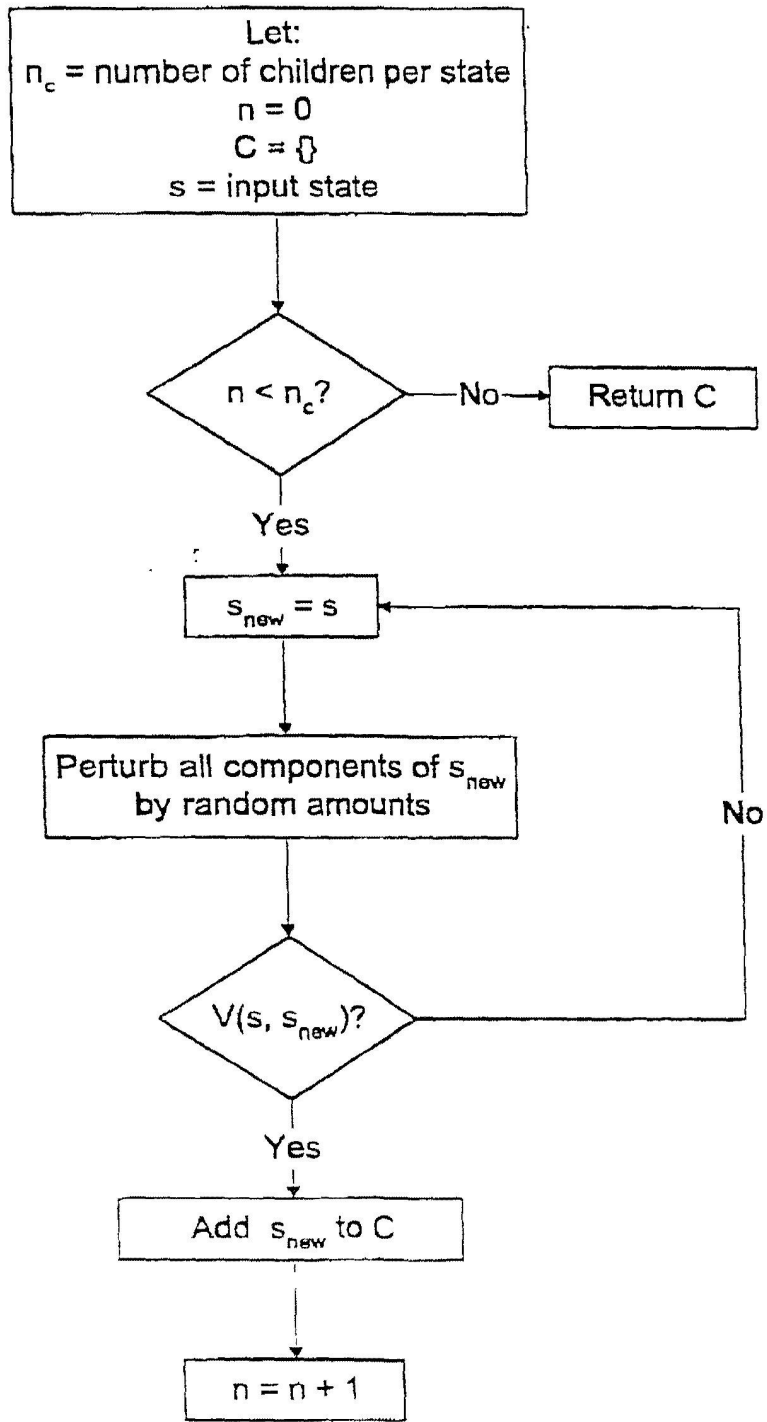 Let:
n_c = number of children per state
n = 0
C = {}
s = input state
n < n_c?
No
Return C
Yes
s_new = s
Perturb all components of s_new
by random amounts
No
V(s, s_new)?
Yes
Add s_new to C
n = n + 1